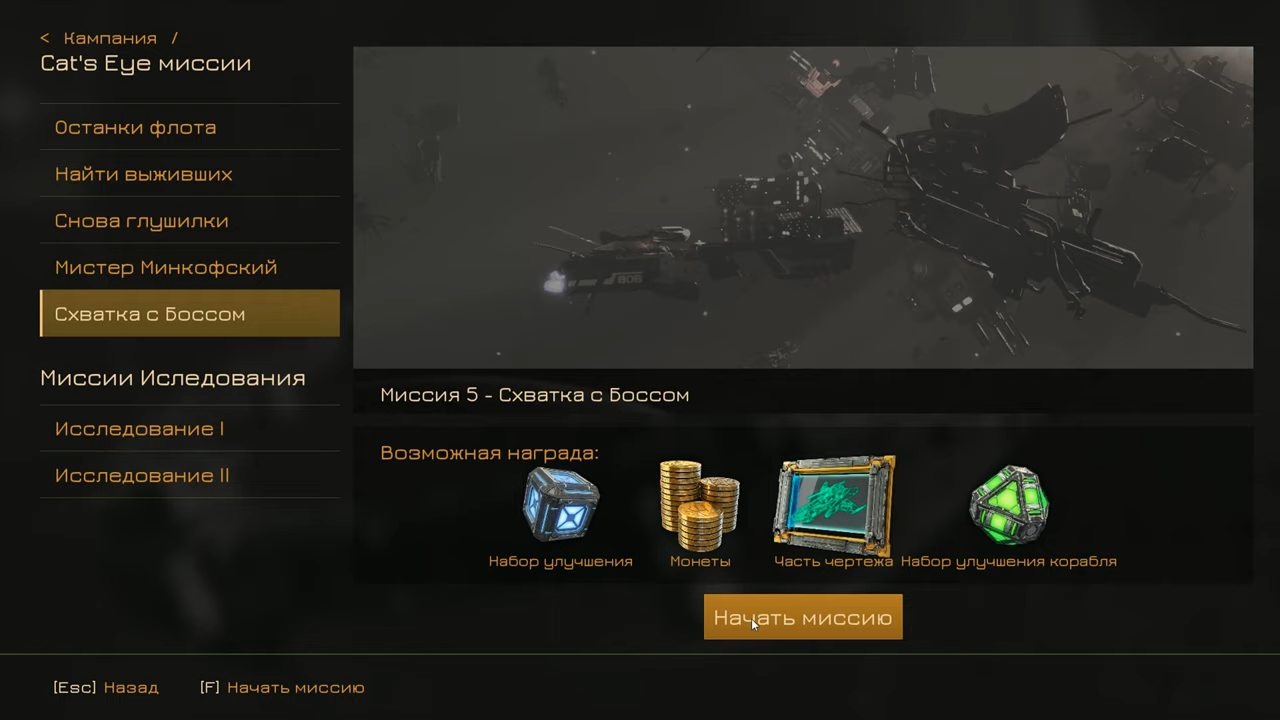 < Кампания /
Cat's Eye миссии
Останки флота
Найти выживших
Снова глушилки
Мистер Минкофский
Схватка с Боссом
Миссии Иследования
Исследование I
Исследование II
805
Миссия 5 - Схватка с Боссом
Возможная награда:
Набор улучшения
Монеты
Часть чертежа
Набор улучшения корабля
Начать миссию
[Esc] Назад
[F] Начать миссию